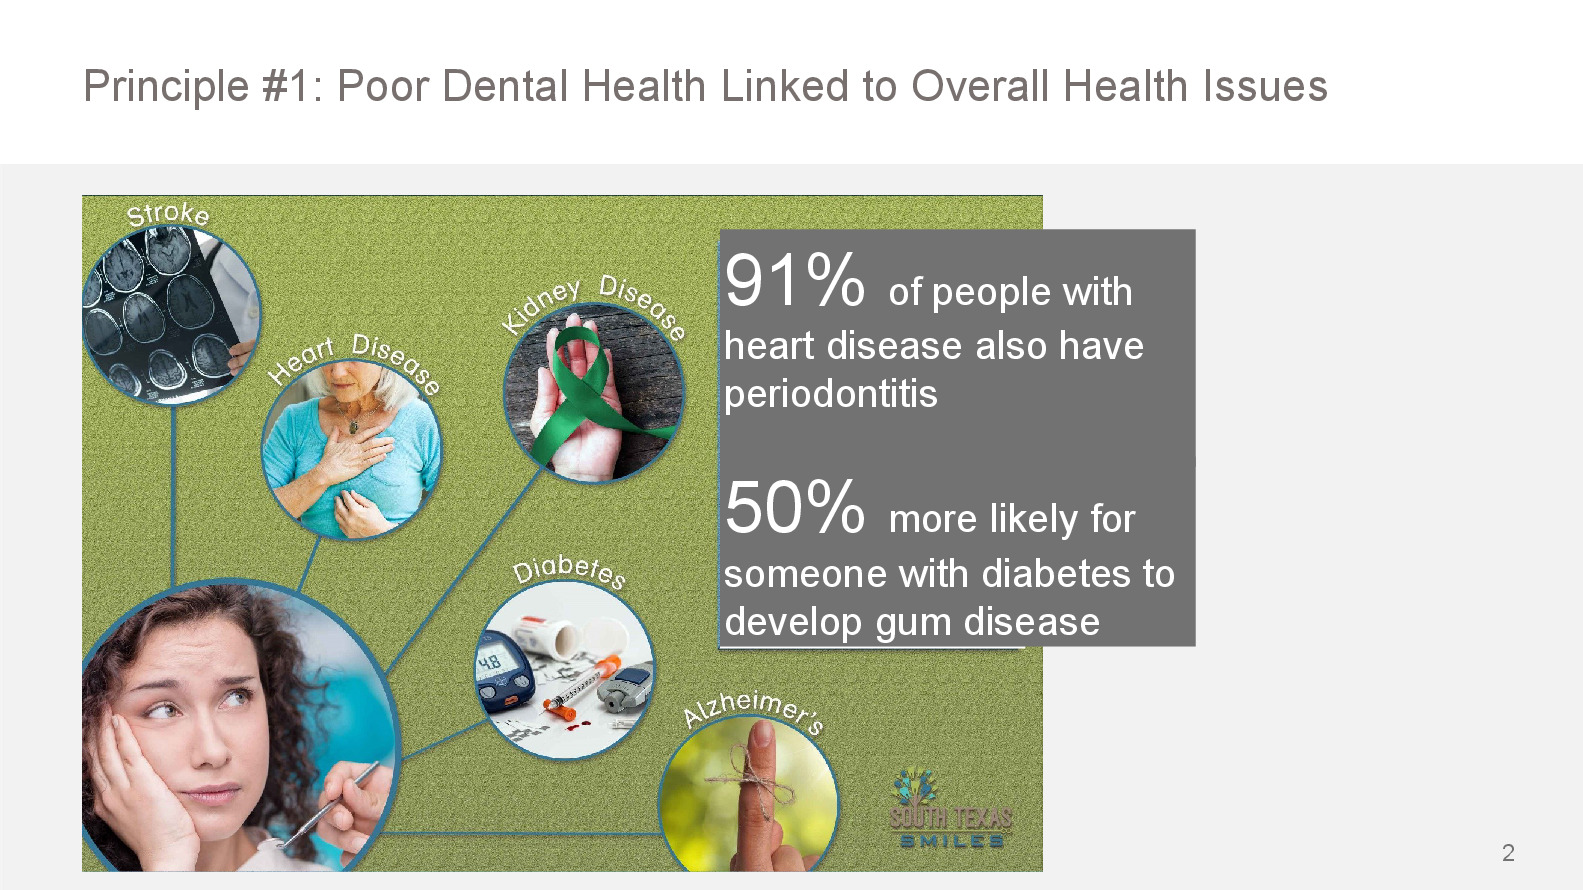 Principle #1: Poor Dental Health Linked to Overall Health Issues
Stroke
Heart Disease
Kidney Disease
Diabetes
4.8
Alzheimer's
91% of people with
heart disease also have
periodontitis
50% more likely for
someone with diabetes to
develop gum disease
SOUTH TEXAS
SMILES
2